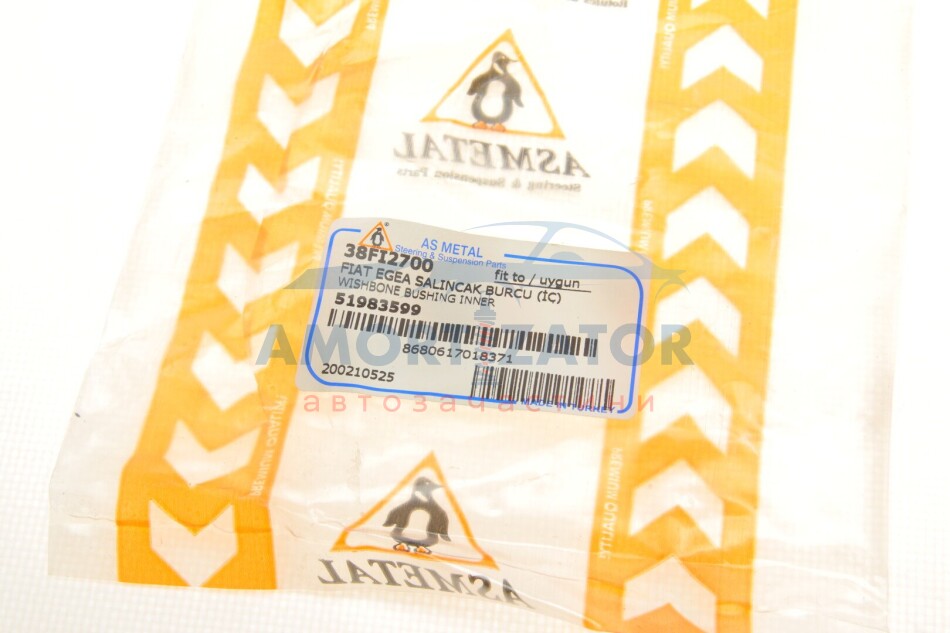 Rotules
ASMETAL
Steering & Suspension Parts
AS METAL
Steering & Suspension Parts
38FI2700
fit to / uygun
FIAT EGEA SALINCAK BURCU (İC)
WISHBONE BUSHING INNER
51983599
AMORTIZATOR
8680617018371
200210525
MADE IN TURKEY
автозапчастини
ASMETAL